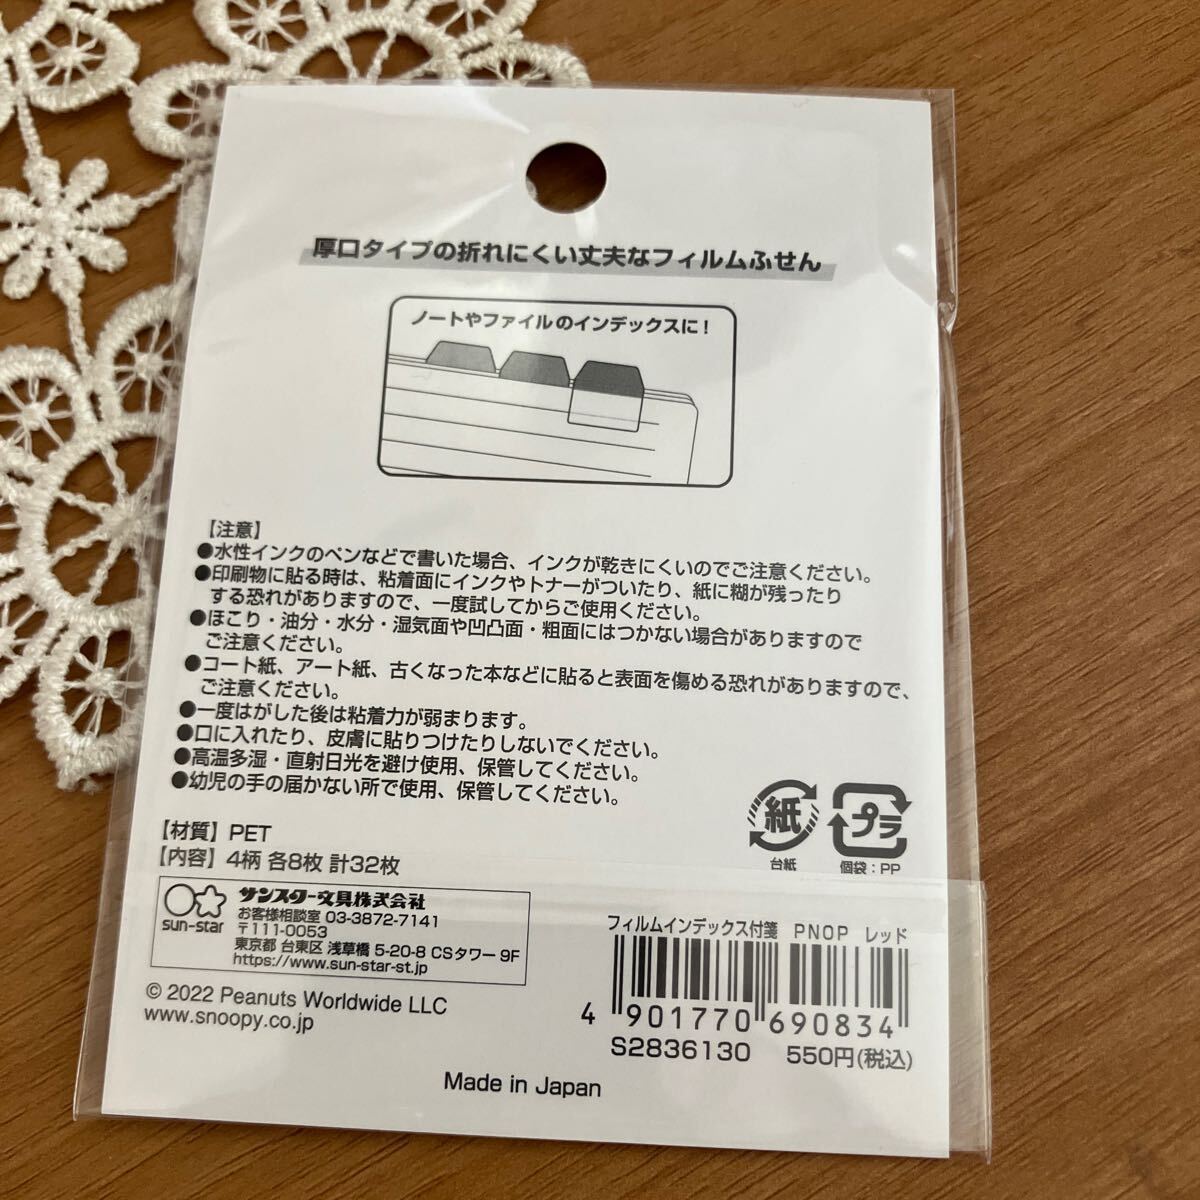 厚口タイプの折れにくい丈夫なフィルムふせん
ノートやファイルのインデックスに!
【注意】
●水性インクのペンなどで書いた場合、インクが乾きにくいのでご注意ください。
●印刷物に貼る時は、粘着面にインクやトナーがついたり、紙に糊が残ったり
する恐れがありますので、一度試してからご使用ください。
●ほこり・油分・水分・湿気面や凹凸面・粗面にはつかない場合がありますので
ご注意ください。
●コート紙、アート紙、古くなった本などに貼ると表面を傷める恐れがありますので、
ご注意ください。
●一度はがした後は粘着力が弱まります。
●口に入れたり、皮膚に貼りつけたりしないでください。
●高温多湿・直射日光を避け使用、保管してください。
●幼児の手の届かない所で使用、保管してください。
紙
台紙
プラ
個袋:PP
【材質】PET
【内容】4柄 各8枚 計32枚
sun-star
サンスター文具株式会社
お客様相談室 03-3872-7141
〒111-0053
東京都 台東区 浅草橋 5-20-8 CSタワー 9F
https://www.sun-star-st.jp
© 2022 Peanuts Worldwide LLC
www.snoopy.co.jp
フィルムインデックス付箋 PNOP レッド
4 901770 690834
S2836130 550円(税込)
Made in Japan